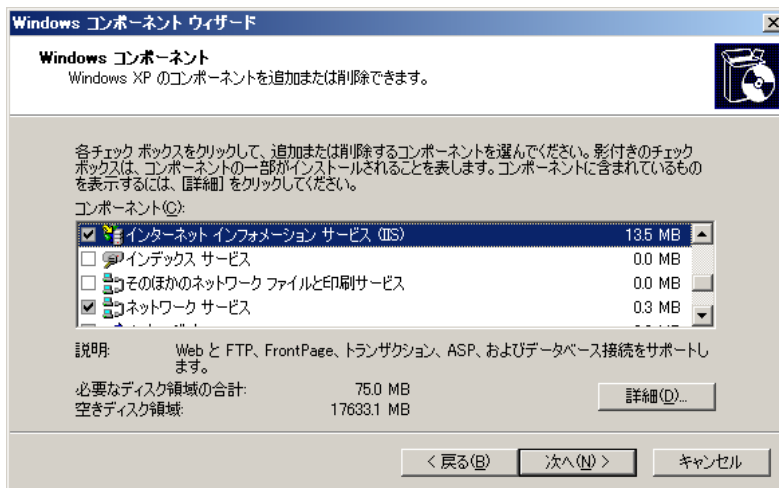 Windows コンポーネント ウィザード
Windows コンポーネント
Windows XP のコンポーネントを追加または削除できます。
各チェック ボックスをクリックして、追加または削除するコンポーネントを選んでください。影付きのチェック
ボックスは、コンポーネントの一部がインストールされることを表します。コンポーネントに含まれているもの
を表示するには、[詳細] をクリックしてください。
コンポーネント(C):
インターネット インフォメーション サービス (IIS) 13.5 MB
インデックス サービス 0.0 MB
そのほかのネットワーク ファイルと印刷サービス 0.0 MB
ネットワーク サービス 0.3 MB
説明: Web と FTP、FrontPage、トランザクション、ASP、およびデータベース接続をサポートし
ます。
必要なディスク領域の合計: 75.0 MB
空きディスク領域: 17633.1 MB
詳細(D)...
< 戻る(B) 次へ(N) > キャンセル